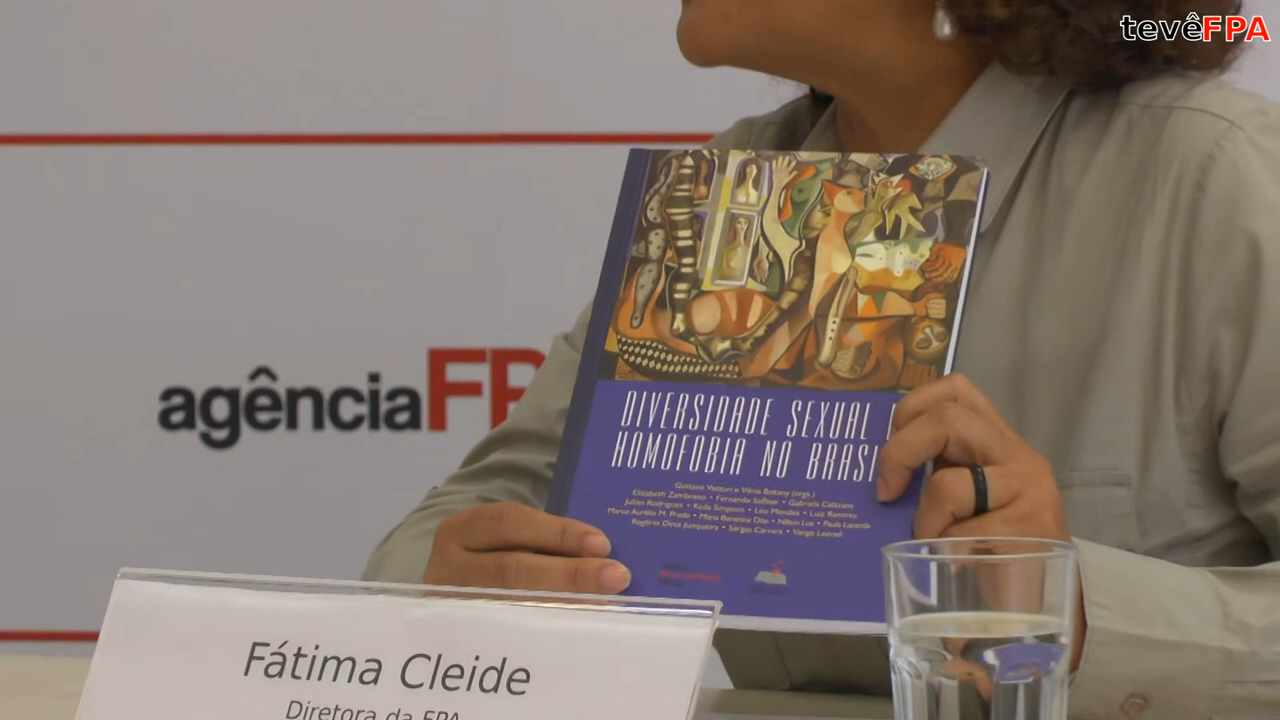 tevêFPA
agênciaFP
DIVERSIDADE SEXUAL
HOMOFOBIA NO BRASI
Gustavo Venturi e Vilma Bokany (orgs.)
Elizabeth Zambrano • Fernando Seffner • Gabriela Calazans
Julian Rodrigues • Keila Simpson • Léo Mendes • Luiz Ramires
Marco Aurélio M. Prado • Maria Berenice Dias • Nilton Luz • Paula Lacerda
Rogério Diniz Junqueira • Sérgio Carrara • Vange Leonel
Fátima Cleide
Diretora da FPA